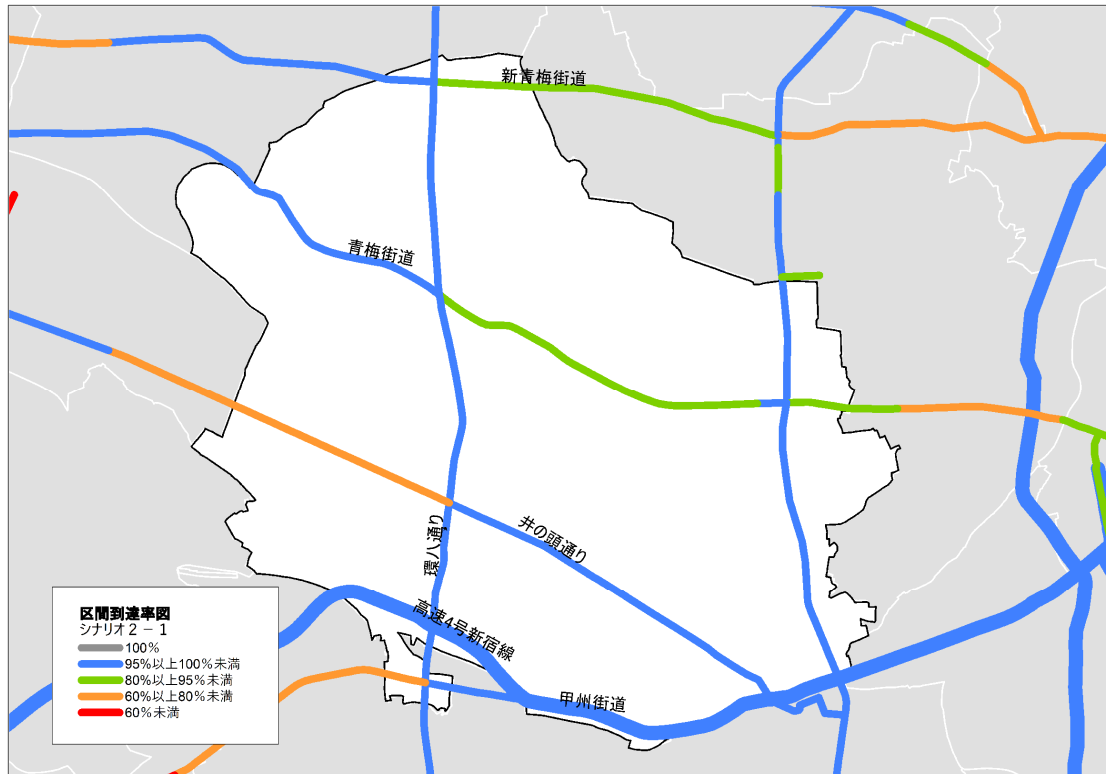 新青梅街道
青梅街道
井の頭通り
環八通り
高速4号新宿線
甲州街道
区間到達率図
シナリオ2-1
100%
95%以上100%未満
80%以上95%未満
60%以上80%未満
60%未満